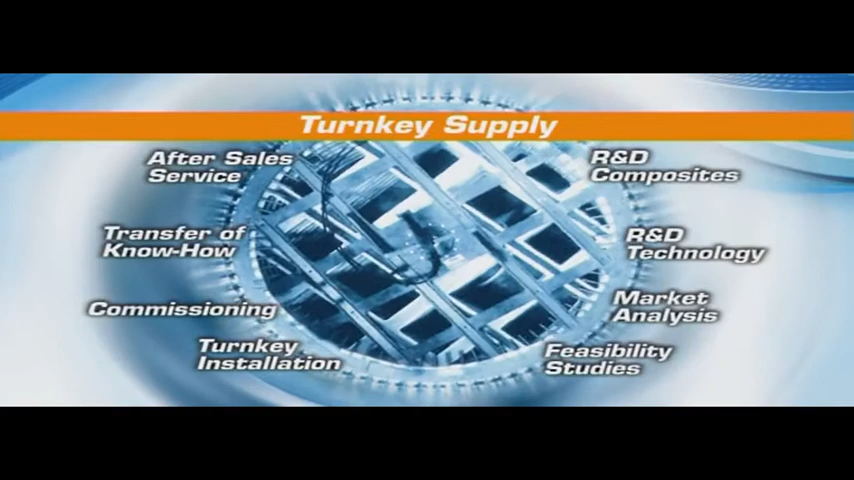 Turnkey Supply
After Sales
Service
R&D
Composites
Transfer of
Know-How
R&D
Technology
Commissioning
Market
Analysis
Turnkey
Installation
Feasibility
Studies